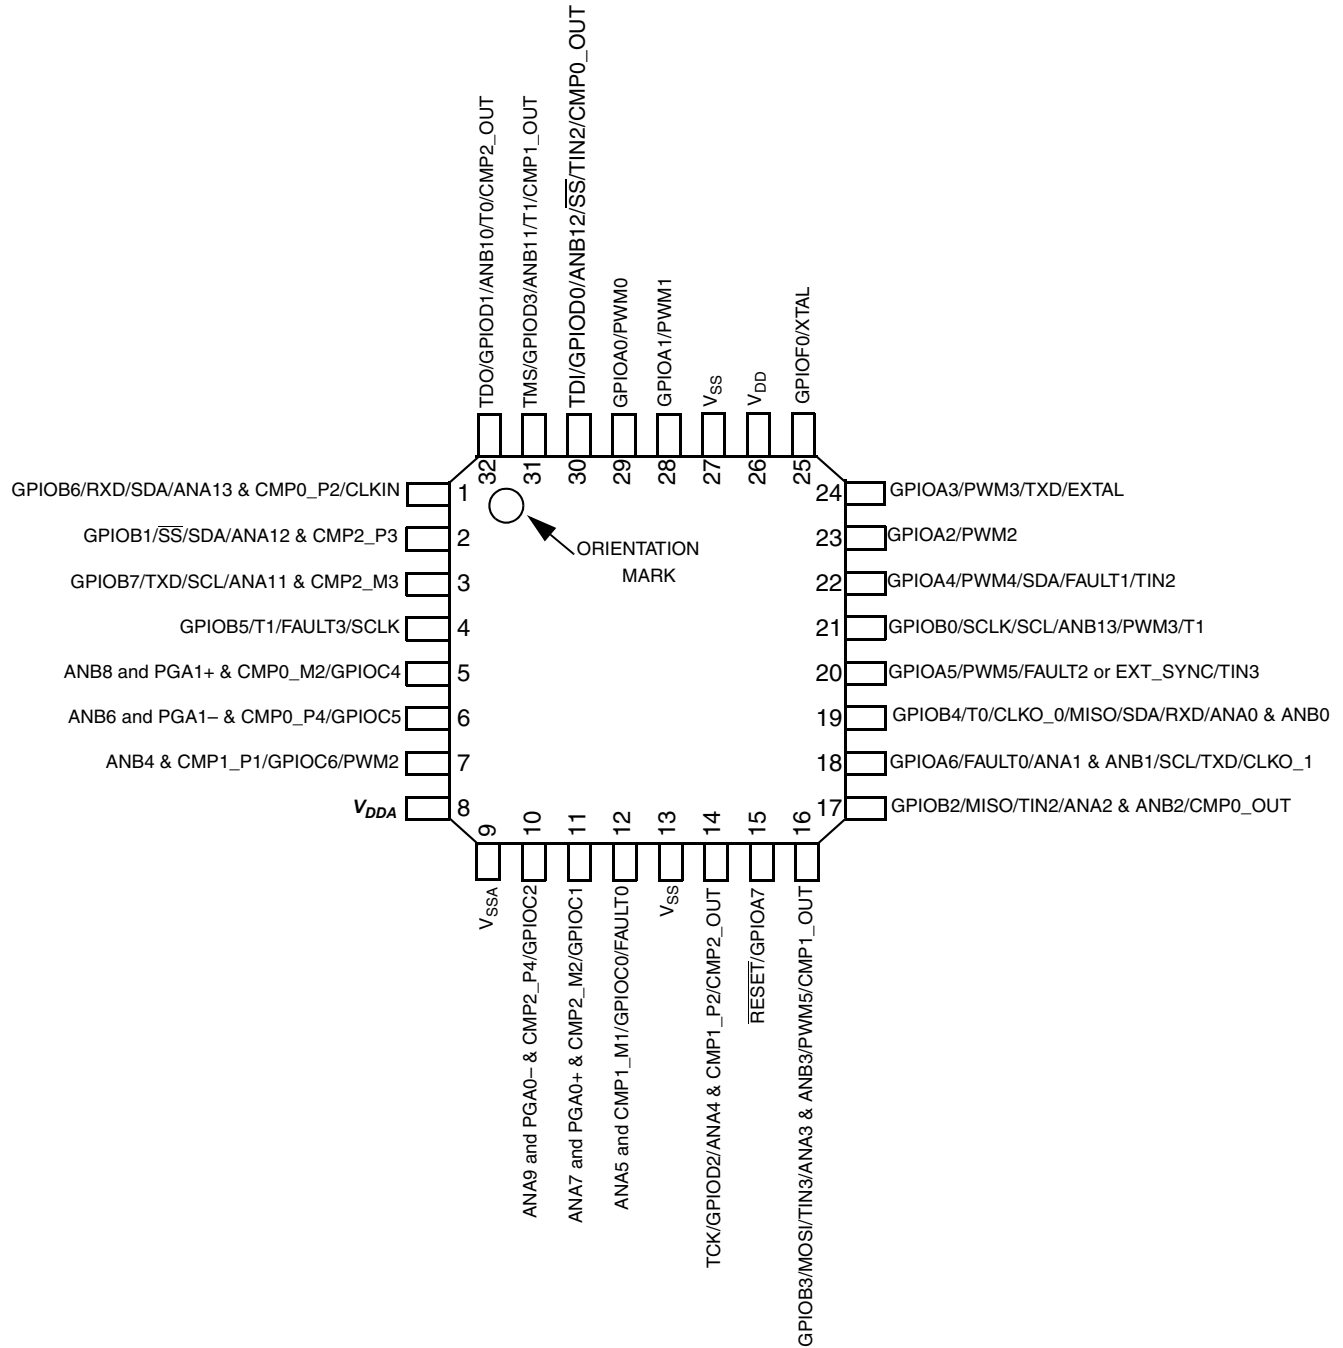 TDO/GPIOD1/ANB10/T0/CMP2_OUT
TMS/GPIOD3/ANB11/T1/CMP1_OUT
TDI/GPIOD0/ANB12/S̅S̅/TIN2/CMP0_OUT
GPIOA0/PWM0
GPIOA1/PWM1
VSS
VDD
GPIOF0/XTAL
32
31
30
29
28
27
26
25
GPIOB6/RXD/SDA/ANA13 & CMP0_P2/CLKIN
1
GPIOB1/S̅S̅/SDA/ANA12 & CMP2_P3
2
GPIOB7/TXD/SCL/ANA11 & CMP2_M3
3
GPIOB5/T1/FAULT3/SCLK
4
ANB8 and PGA1+ & CMP0_M2/GPIOC4
5
ANB6 and PGA1– & CMP0_P4/GPIOC5
6
ANB4 & CMP1_P1/GPIOC6/PWM2
7
VDDA
8
ORIENTATION
MARK
24
GPIOA3/PWM3/TXD/EXTAL
23
GPIOA2/PWM2
22
GPIOA4/PWM4/SDA/FAULT1/TIN2
21
GPIOB0/SCLK/SCL/ANB13/PWM3/T1
20
GPIOA5/PWM5/FAULT2 or EXT_SYNC/TIN3
19
GPIOB4/T0/CLKO_0/MISO/SDA/RXD/ANA0 & ANB0
18
GPIOA6/FAULT0/ANA1 & ANB1/SCL/TXD/CLKO_1
17
GPIOB2/MISO/TIN2/ANA2 & ANB2/CMP0_OUT
9
10
11
12
13
14
15
16
VSSA
ANA9 and PGA0– & CMP2_P4/GPIOC2
ANA7 and PGA0+ & CMP2_M2/GPIOC1
ANA5 and CMP1_M1/GPIOC0/FAULT0
VSS
TCK/GPIOD2/ANA4 & CMP1_P2/CMP2_OUT
R̅E̅S̅E̅T̅/GPIOA7
GPIOB3/MOSI/TIN3/ANA3 & ANB3/PWM5/CMP1_OUT